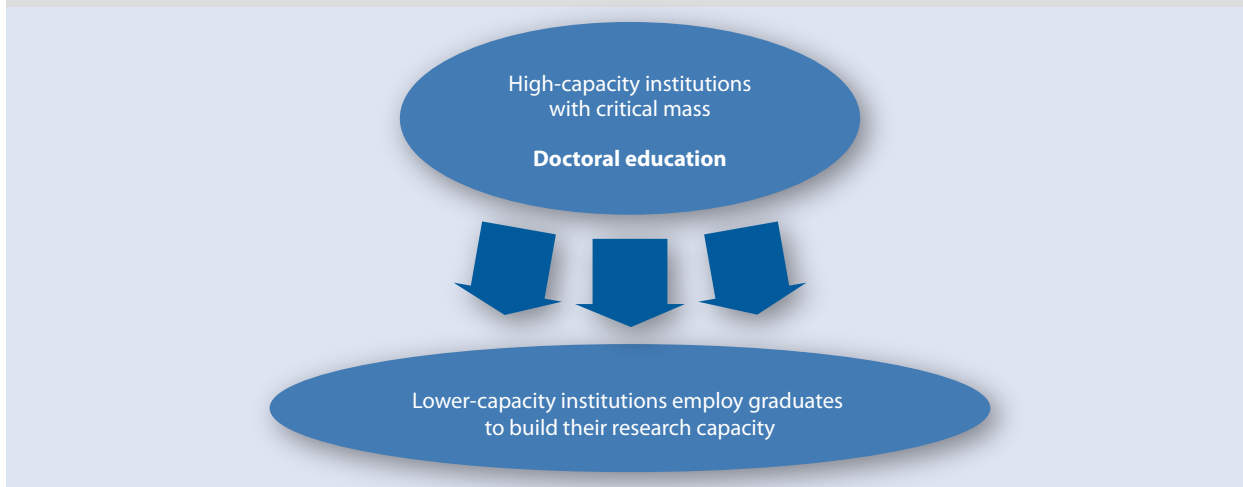 High-capacity institutions
with critical mass
Doctoral education
Lower-capacity institutions employ graduates
to build their research capacity